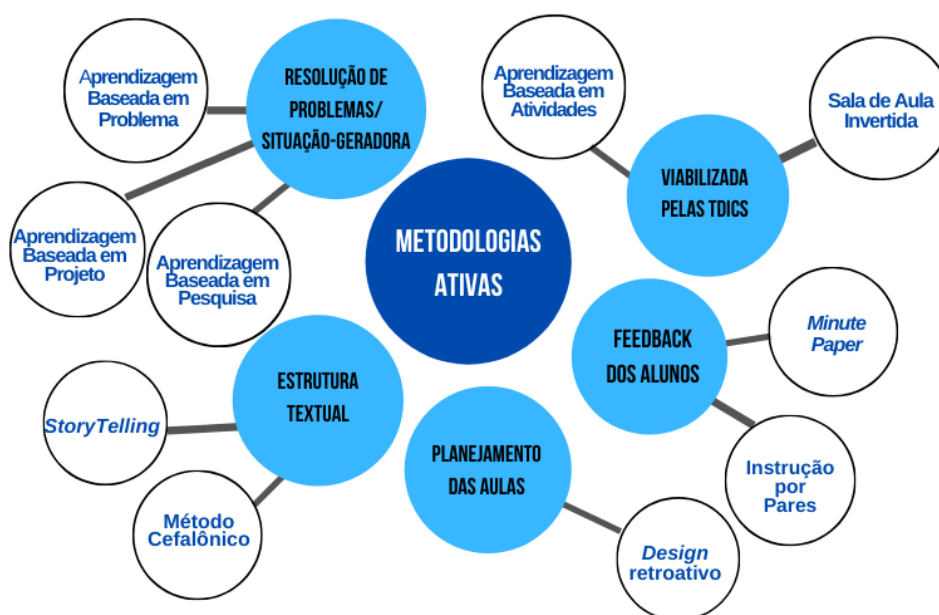 Aprendizagem
Baseada em
Problema
RESOLUÇÃO DE
PROBLEMAS/
SITUAÇÃO-GERADORA
Aprendizagem
Baseada em
Projeto
Aprendizagem
Baseada em
Pesquisa
METODOLOGIAS
ATIVAS
Aprendizagem
Baseada em
Atividades
VIABILIZADA
PELAS TDICS
Sala de Aula
Invertida
FEEDBACK
DOS ALUNOS
Minute
Paper
Instrução
por
Pares
ESTRUTURA
TEXTUAL
StoryTelling
Método
Cefalônico
PLANEJAMENTO
DAS AULAS
Design
retroativo